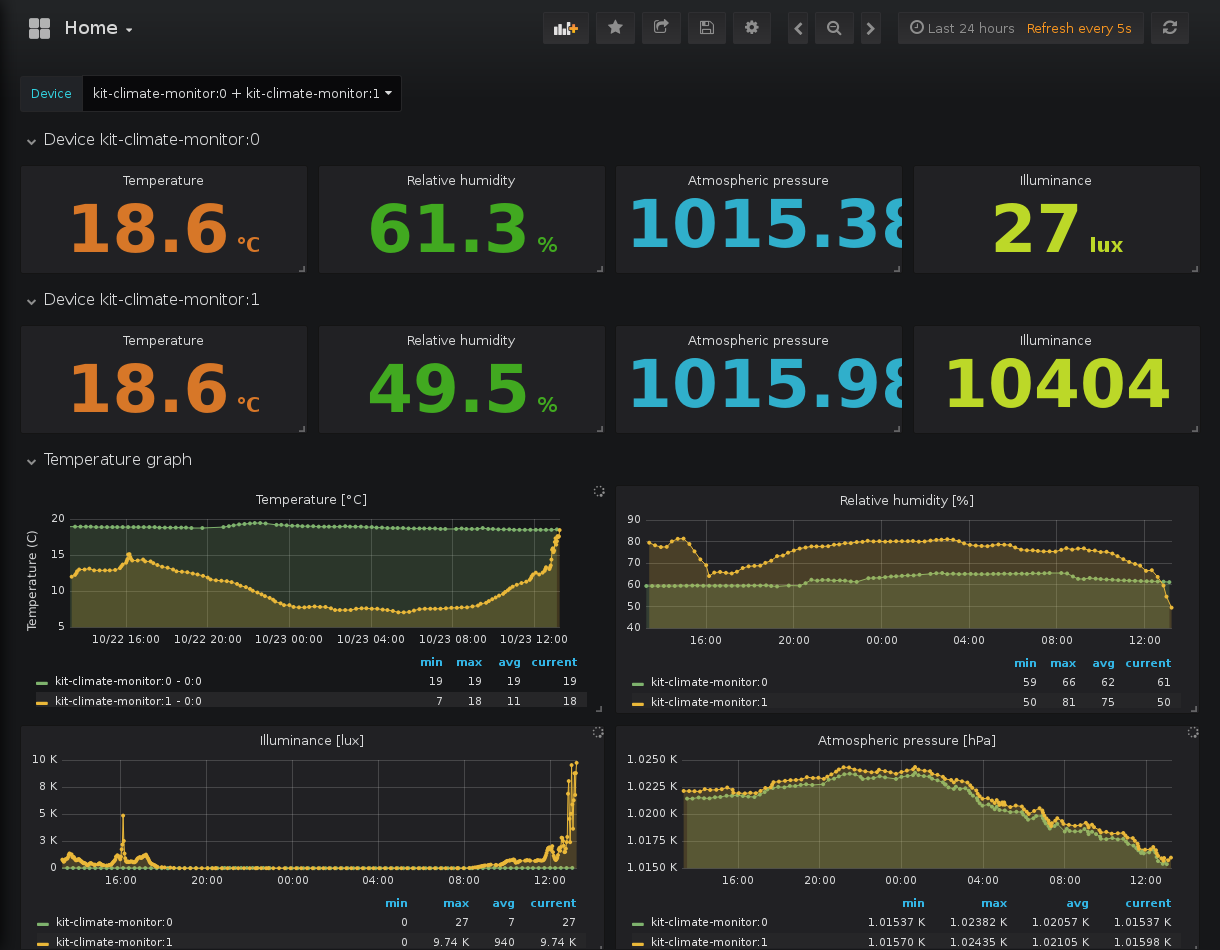 Home
Last 24 hours Refresh every 5s
Device kit-climate-monitor:0 + kit-climate-monitor:1
Device kit-climate-monitor:0
Temperature Relative humidity Atmospheric pressure Illuminance
18.6 °C 61.3 % 1015.38 27 lux
Device kit-climate-monitor:1
Temperature Relative humidity Atmospheric pressure Illuminance
18.6 °C 49.5 % 1015.98 10404
Temperature graph
Temperature [°C]
Temperature (C)
20
15
10
5
10/22 16:00 10/22 20:00 10/23 00:00 10/23 04:00 10/23 08:00 10/23 12:00
min max avg current
kit-climate-monitor:0 - 0:0 19 19 19 19
kit-climate-monitor:1 - 0:0 7 18 11 18
Relative humidity [%]
90
80
70
60
50
40
16:00 20:00 00:00 04:00 08:00 12:00
min max avg current
kit-climate-monitor:0 59 66 62 61
kit-climate-monitor:1 50 81 75 50
Illuminance [lux]
10 K
8 K
5 K
3 K
0
16:00 20:00 00:00 04:00 08:00 12:00
min max avg current
kit-climate-monitor:0 0 27 7 27
kit-climate-monitor:1 0 9.74 K 940 9.74 K
Atmospheric pressure [hPa]
1.0250 K
1.0225 K
1.0200 K
1.0175 K
1.0150 K
16:00 20:00 00:00 04:00 08:00 12:00
min max avg current
kit-climate-monitor:0 1.01537 K 1.02382 K 1.02057 K 1.01537 K
kit-climate-monitor:1 1.01570 K 1.02435 K 1.02105 K 1.01598 K